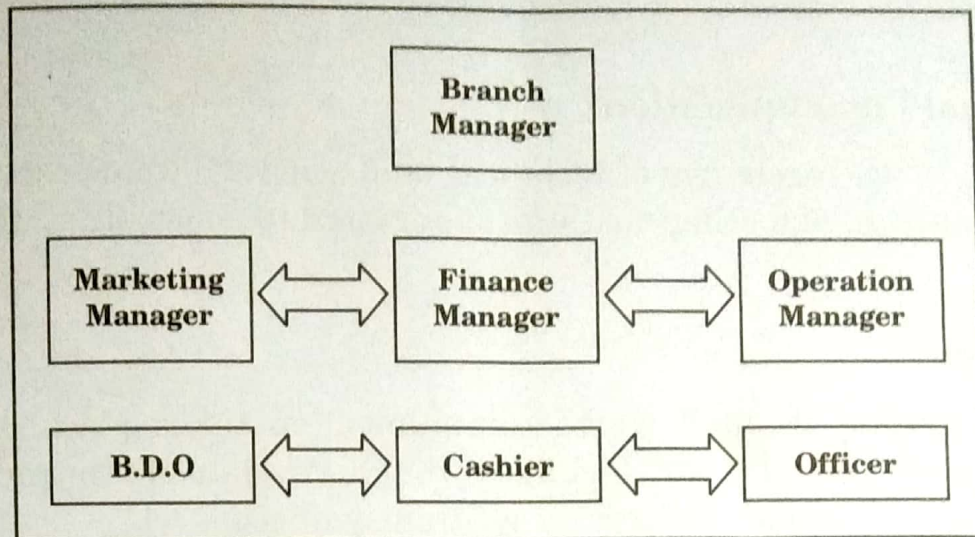 Branch
Manager
Marketing
Manager
Finance
Manager
Operation
Manager
B.D.O
Cashier
Officer